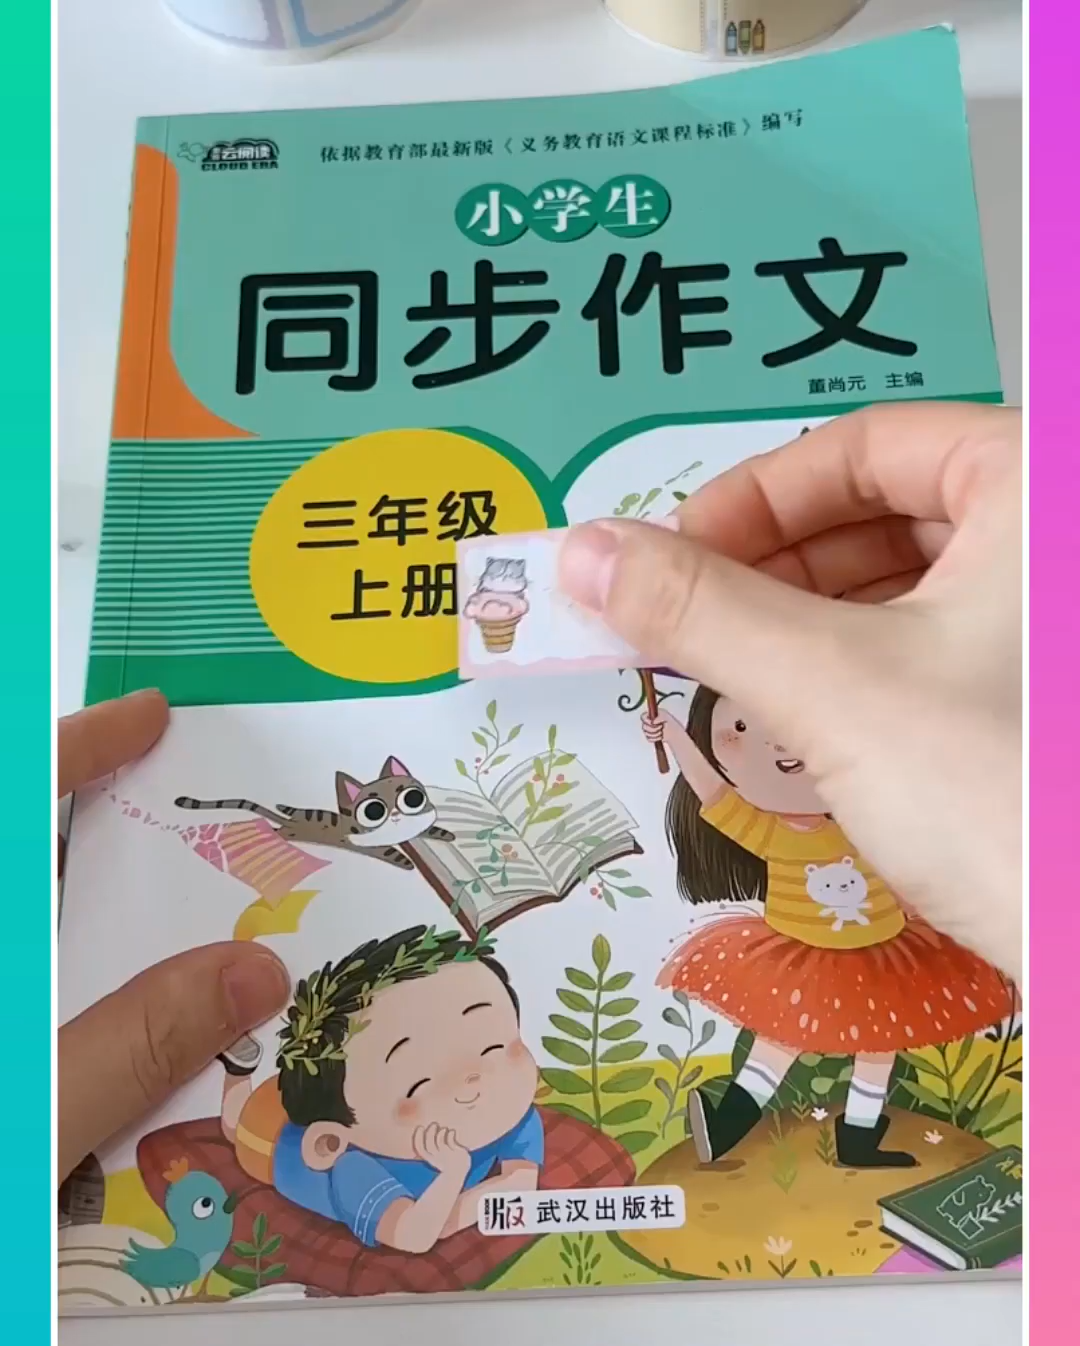 云阅读
CLOUD ERA
依据教育部最新版《义务教育语文课程标准》编写
小学生
同步作文
董尚元 主编
三年级
上册
武汉出版社